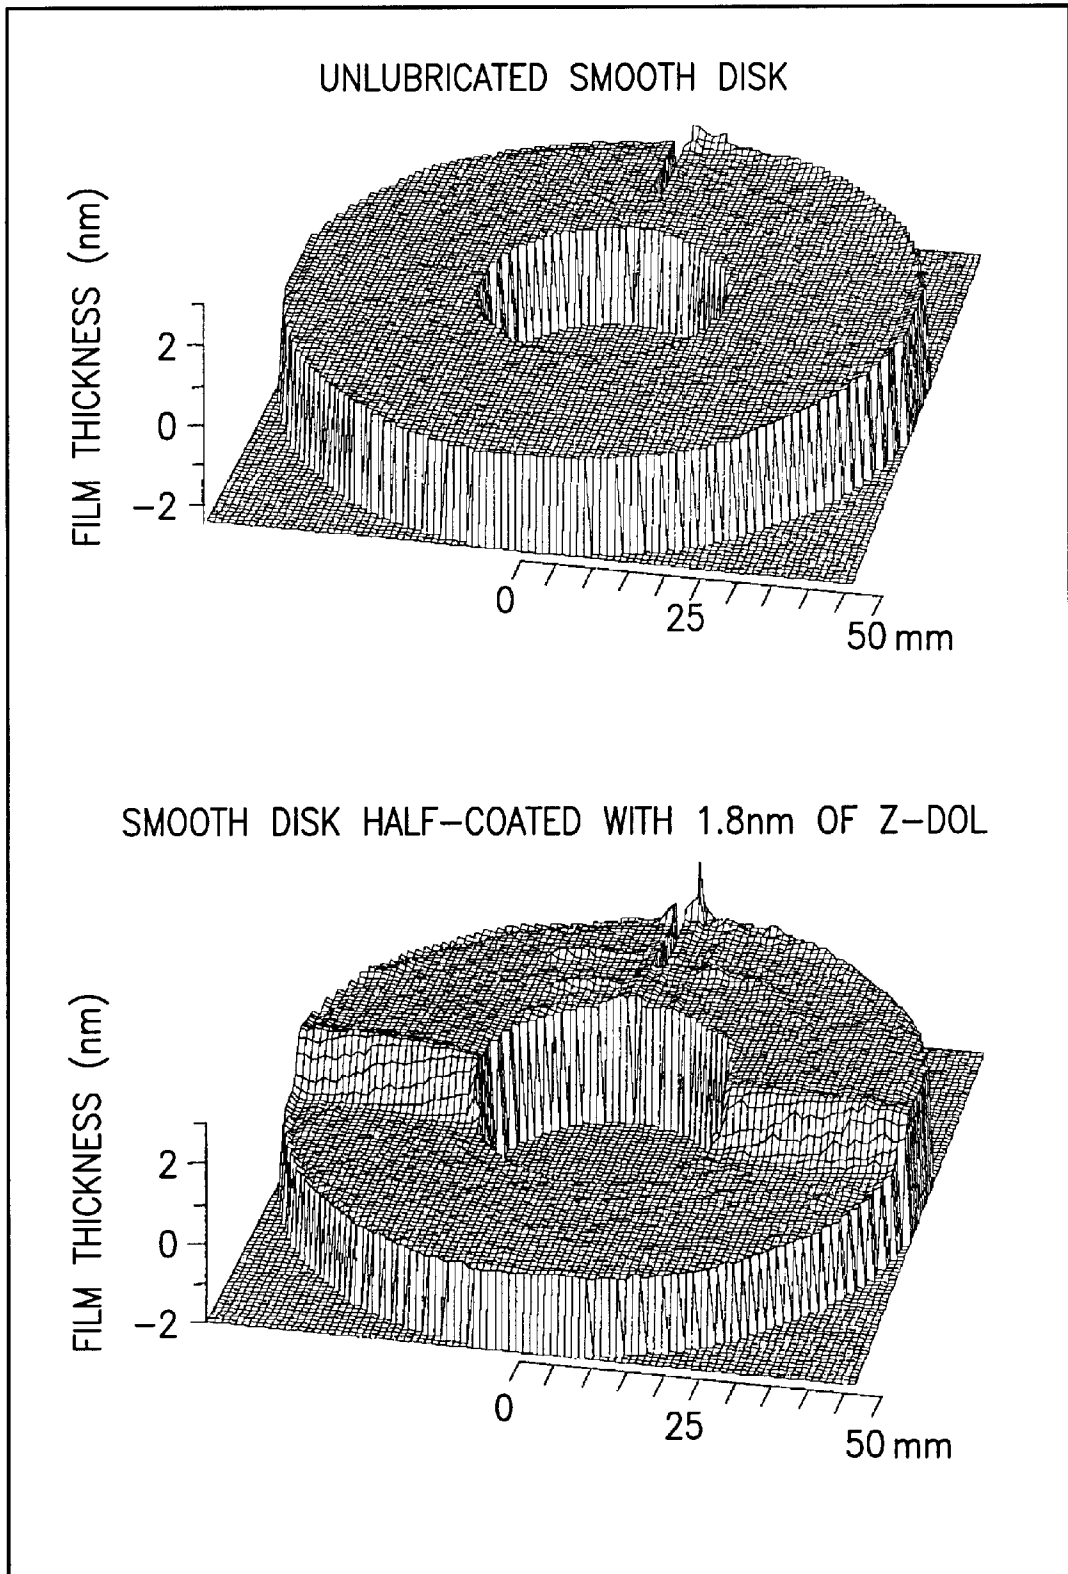 UNLUBRICATED SMOOTH DISK
FILM THICKNESS (nm)
2
0
-2
0
25
50 mm
SMOOTH DISK HALF-COATED WITH 1.8nm OF Z-DOL
FILM THICKNESS (nm)
2
0
-2
0
25
50 mm